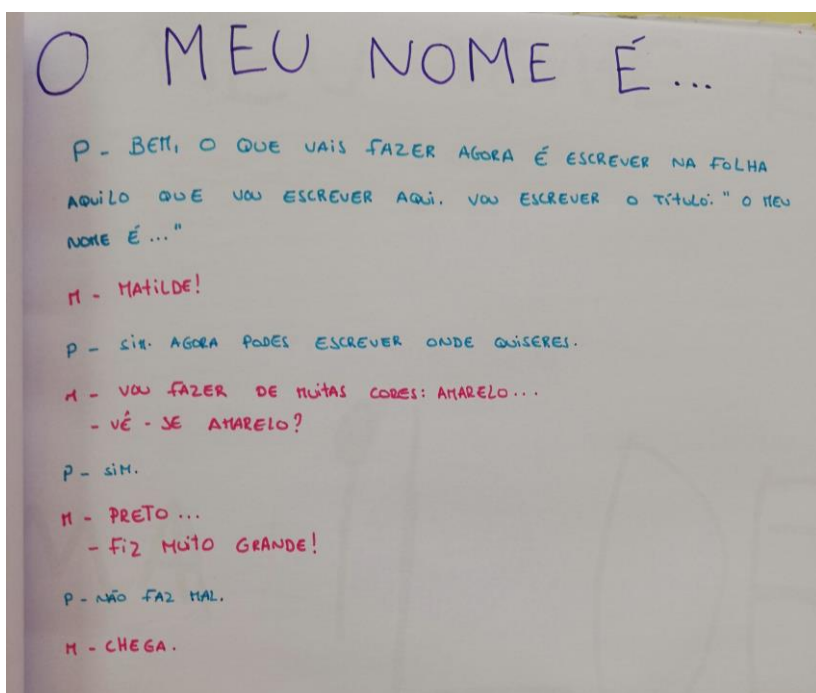 O MEU NOME É...
P - BEM, O QUE VAIS FAZER AGORA É ESCREVER NA FOLHA
AQUILO QUE VOU ESCREVER AQUI. VOU ESCREVER O TÍTULO: "O MEU
NOME É..."
M - MATILDE!
P - SIM. AGORA PODES ESCREVER ONDE QUISERES.
M - VOU FAZER DE MUITAS CORES: AMARELO...
- VÊ-SE AMARELO?
P - SIM.
M - PRETO...
- FIZ MUITO GRANDE!
P - NÃO FAZ MAL.
M - CHEGA.